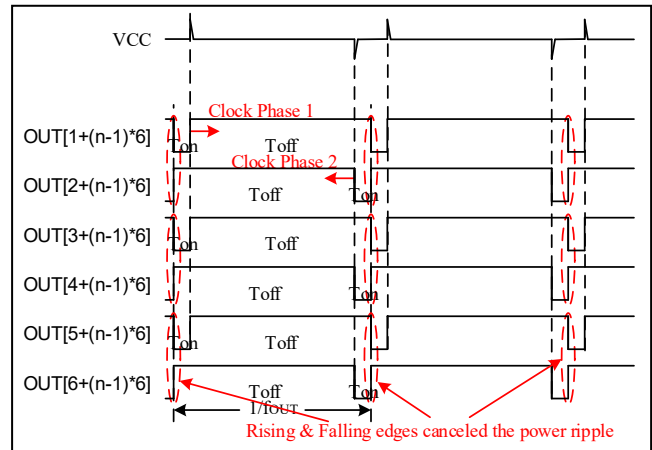 VCC
Clock Phase 1
OUT[1+(n-1)*6]
Ton
Toff
Clock Phase 2
OUT[2+(n-1)*6]
Toff
Ton
OUT[3+(n-1)*6]
Ton
Toff
OUT[4+(n-1)*6]
Toff
Ton
OUT[5+(n-1)*6]
Ton
Toff
OUT[6+(n-1)*6]
Toff
Ton
1/fOUT
Rising & Falling edges canceled the power ripple